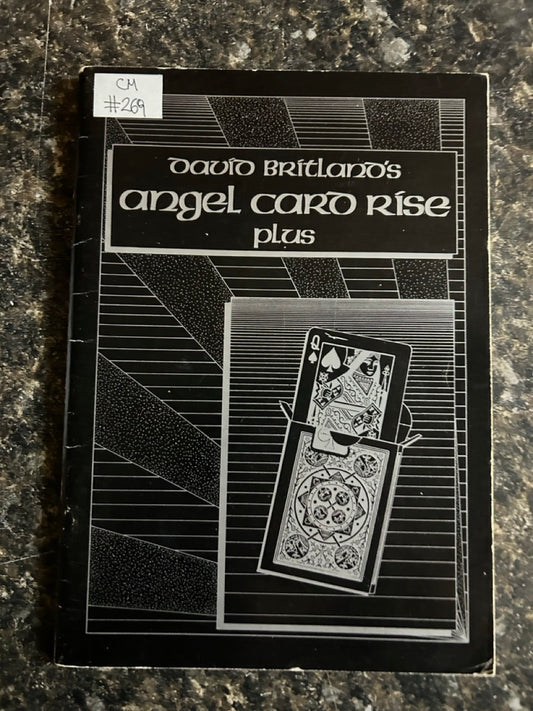 CM
#269
David Britland's
Angel Card Rise
Plus
Q